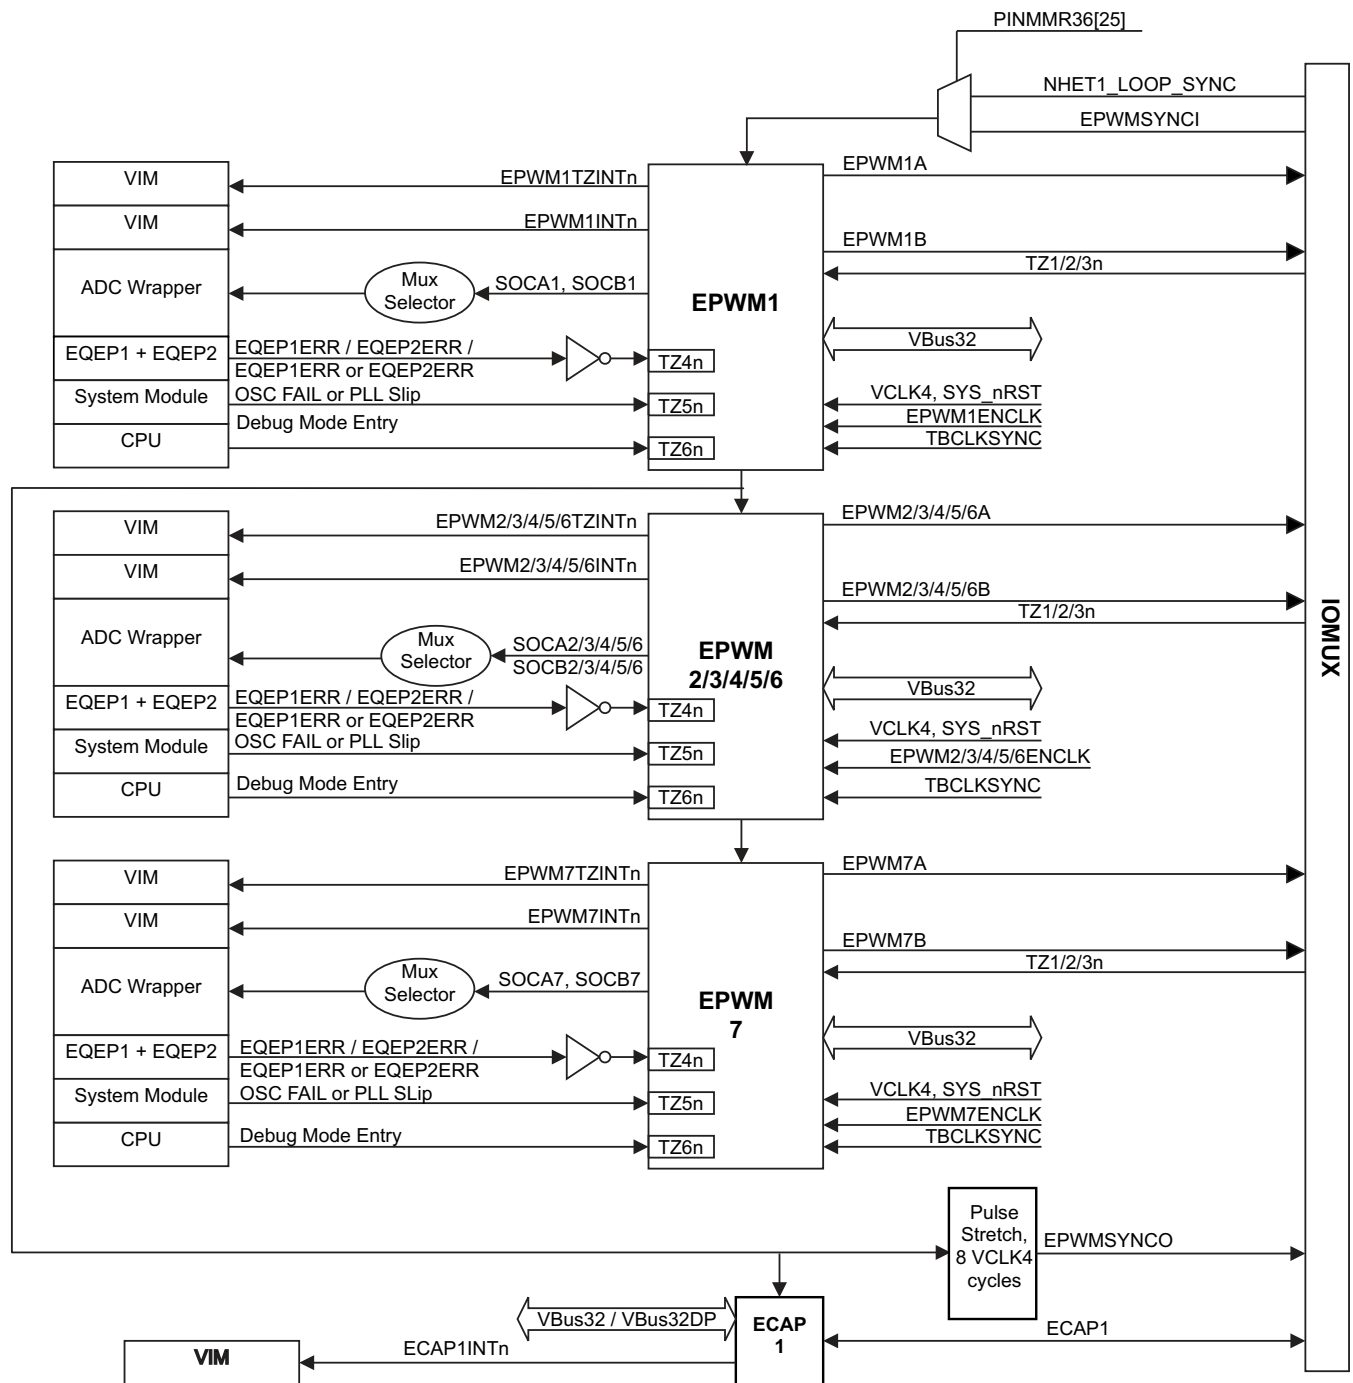 PINMMR36[25]
NHET1_LOOP_SYNC
EPWMSYNCI
VIM
EPWM1TZINTn
EPWM1A
VIM
EPWM1INTn
EPWM1B
TZ1/2/3n
ADC Wrapper
Mux
Selector
SOCA1, SOCB1
EPWM1
VBus32
EQEP1 + EQEP2
EQEP1ERR / EQEP2ERR /
EQEP1ERR or EQEP2ERR
TZ4n
System Module
OSC FAIL or PLL Slip
TZ5n
VCLK4, SYS_nRST
EPWM1ENCLK
TBCLKSYNC
Debug Mode Entry
CPU
TZ6n
VIM
EPWM2/3/4/5/6TZINTn
EPWM2/3/4/5/6A
VIM
EPWM2/3/4/5/6INTn
EPWM2/3/4/5/6B
TZ1/2/3n
IOMUX
ADC Wrapper
Mux
Selector
SOCA2/3/4/5/6
SOCB2/3/4/5/6
EPWM
2/3/4/5/6
VBus32
EQEP1 + EQEP2
EQEP1ERR / EQEP2ERR /
EQEP1ERR or EQEP2ERR
TZ4n
System Module
OSC FAIL or PLL Slip
TZ5n
VCLK4, SYS_nRST
EPWM2/3/4/5/6ENCLK
TBCLKSYNC
CPU
Debug Mode Entry
TZ6n
VIM
EPWM7TZINTn
EPWM7A
VIM
EPWM7INTn
EPWM7B
TZ1/2/3n
ADC Wrapper
Mux
Selector
SOCA7, SOCB7
EPWM
7
VBus32
EQEP1 + EQEP2
EQEP1ERR / EQEP2ERR /
EQEP1ERR or EQEP2ERR
TZ4n
System Module
OSC FAIL or PLL SLip
TZ5n
VCLK4, SYS_nRST
EPWM7ENCLK
TBCLKSYNC
CPU
Debug Mode Entry
TZ6n
Pulse
Stretch,
8 VCLK4
cycles
EPWMSYNCO
VBus32 / VBus32DP
ECAP
1
ECAP1
VIM
ECAP1INTn